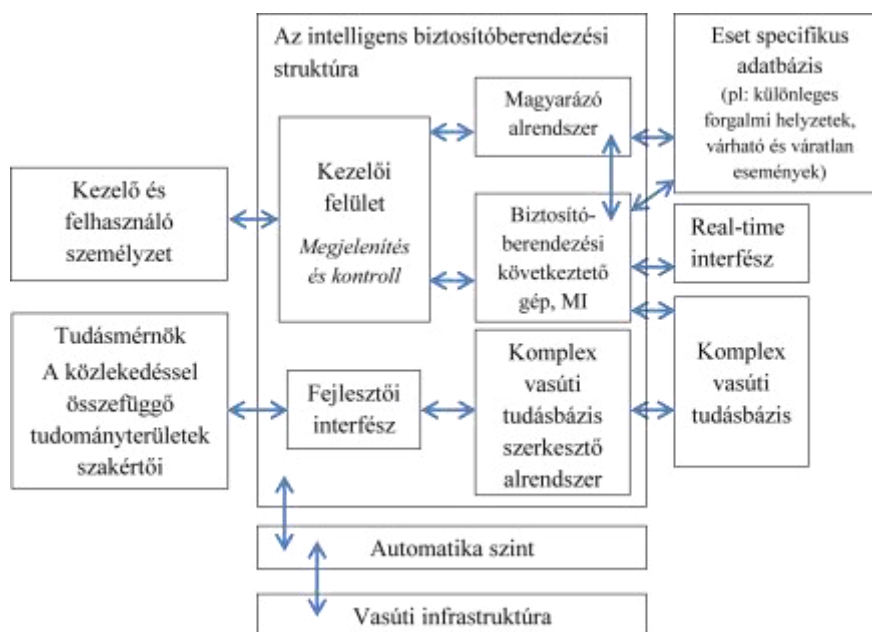 Az intelligens biztosítóberendezési
struktúra
Magyarázó
alrendszer
Eset specifikus
adatbázis
(pl: különleges
forgalmi helyzetek,
várható és váratlan
események)
Kezelő és
felhasználó
személyzet
Kezelői
felület
Megjelenítés
és kontroll
Biztosító-
berendezési
következtető
gép, MI
Real-time
interfész
Tudásmérnök
A közlekedéssel
összefüggő
tudományterületek
szakértői
Fejlesztői
interfész
Komplex
vasúti
tudásbázis
szerkesztő
alrendszer
Komplex
vasúti
tudásbázis
Automatika szint
Vasúti infrastruktúra